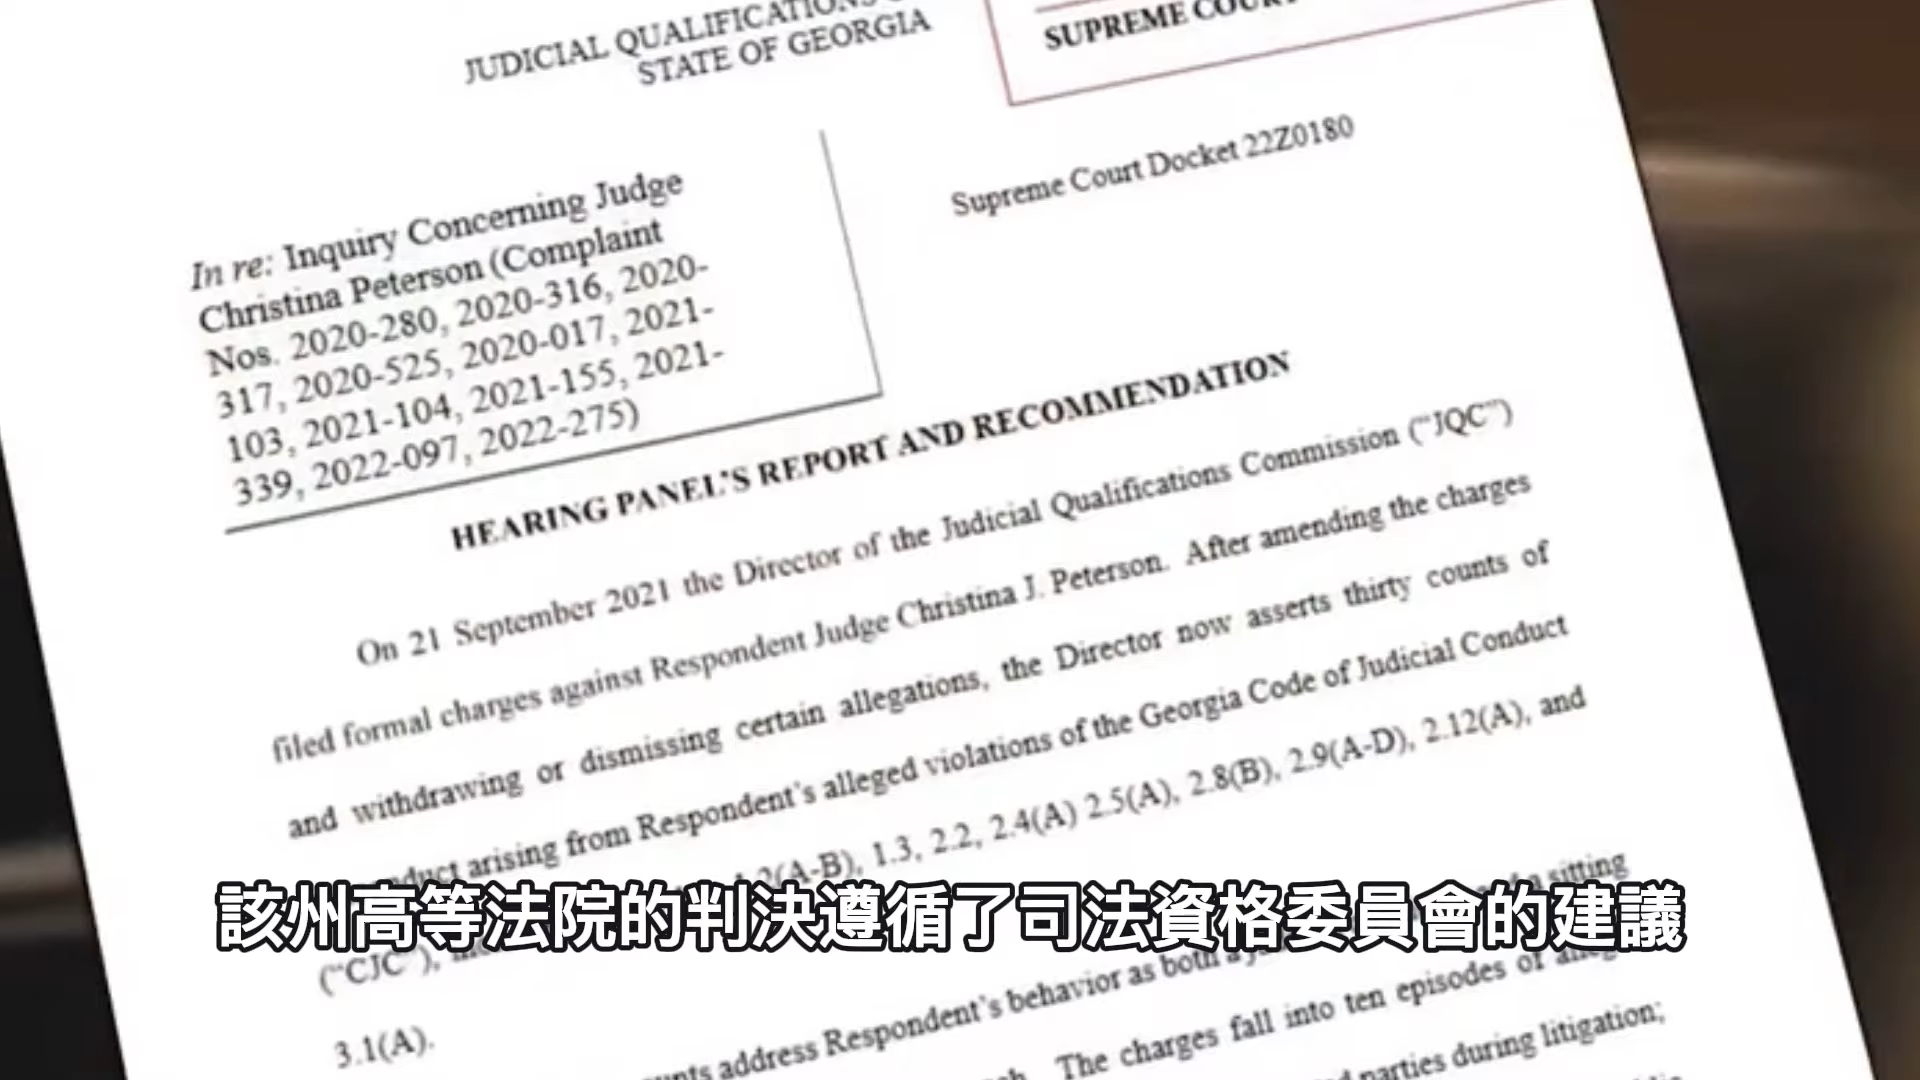 JUDICIAL QUALIFICATIONS
STATE OF GEORGIA
SUPREME COURT
Supreme Court Docket 22Z0180
In re: Inquiry Concerning Judge
Christina Peterson (Complaint
Nos. 2020-280, 2020-316, 2020-
317, 2020-525, 2020-017, 2021-
103, 2021-104, 2021-155, 2021-
339, 2022-097, 2022-275)
HEARING PANEL'S REPORT AND RECOMMENDATION
On 21 September 2021 the Director of the Judicial Qualifications Commission ("JQC")
filed formal charges against Respondent Judge Christina J. Peterson. After amending the charges
and withdrawing or dismissing certain allegations, the Director now asserts thirty counts of
arising from Respondent's alleged violations of the Georgia Code of Judicial Conduct
("CJC"), 1.3, 2.2, 2.4(A) 2.5(A), 2.8(B), 2.9(A-D), 2.12(A), and
3.1(A).
sitting
address Respondent's behavior as both a
The charges fall into ten episodes of
parties during litigation;
該州高等法院的判決遵循了司法資格委員會的建議